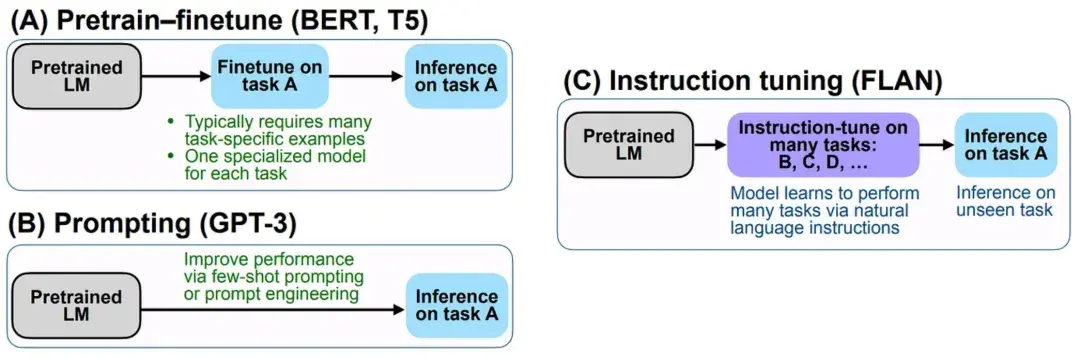 (A) Pretrain–finetune (BERT, T5)
Pretrained
LM
Finetune on
task A
Inference
on task A
• Typically requires many
task-specific examples
• One specialized model
for each task
(B) Prompting (GPT-3)
Pretrained
LM
Improve performance
via few-shot prompting
or prompt engineering
Inference
on task A
(C) Instruction tuning (FLAN)
Pretrained
LM
Instruction-tune on
many tasks:
B, C, D, ...
Inference
on task A
Model learns to perform
many tasks via natural
language instructions
Inference on
unseen task